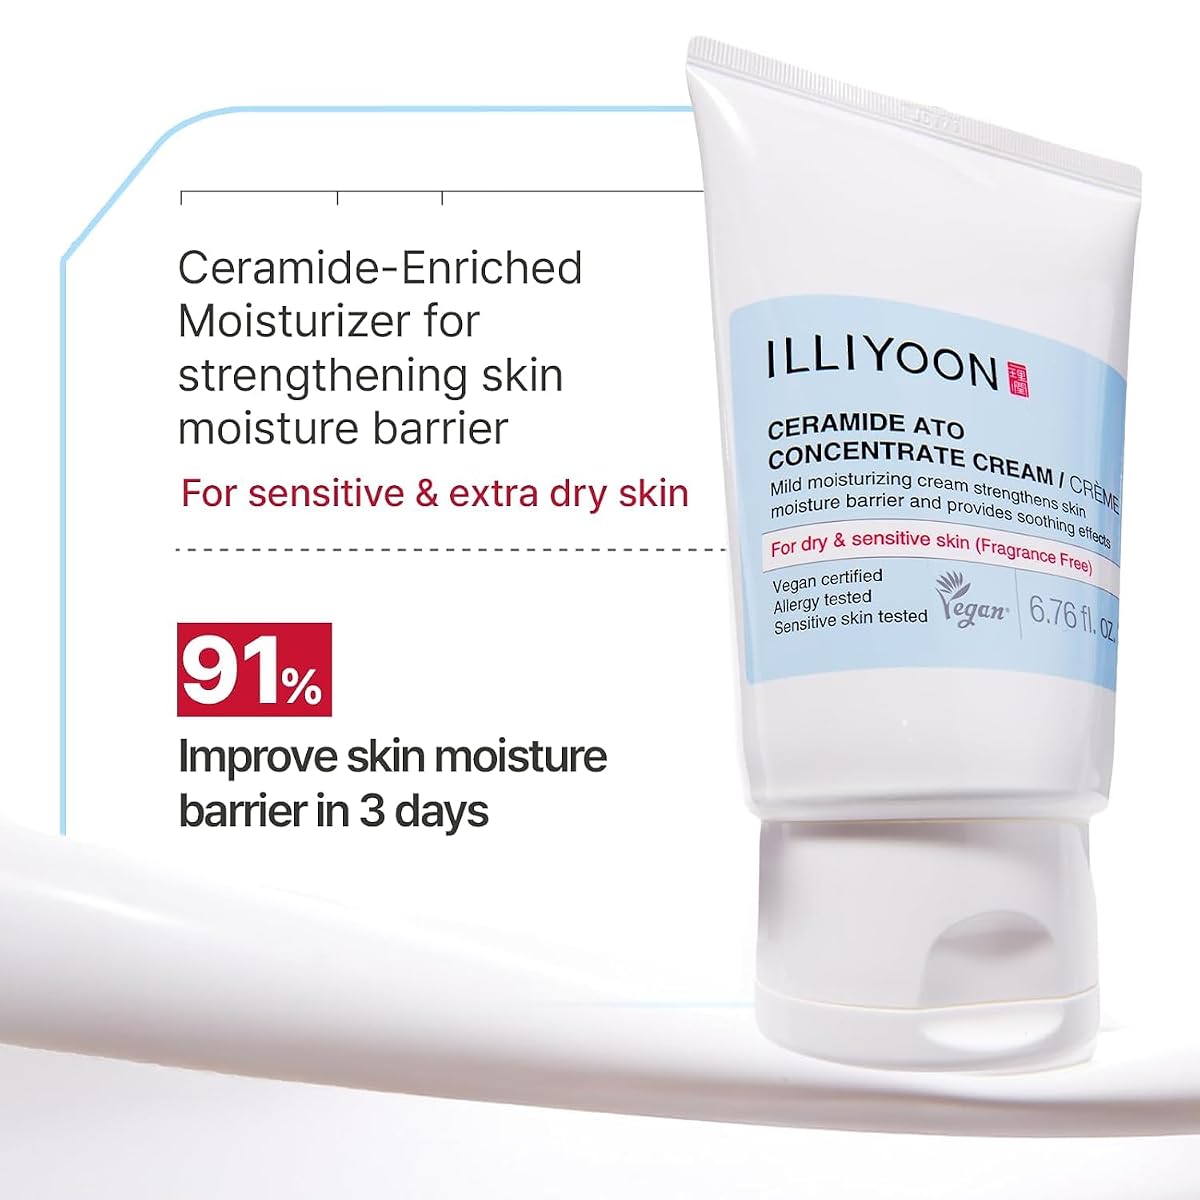 Ceramide-Enriched
Moisturizer for
strengthening skin
moisture barrier
For sensitive & extra dry skin
91%
Improve skin moisture
barrier in 3 days
ILLIYOON
CERAMIDE ATO
CONCENTRATE CREAM / CRÈME
Mild moisturizing cream strengthens skin
moisture barrier and provides soothing effects
For dry & sensitive skin (Fragrance Free)
Vegan certified
Allergy tested
Sensitive skin tested
Vegan
6.76 fl. oz.